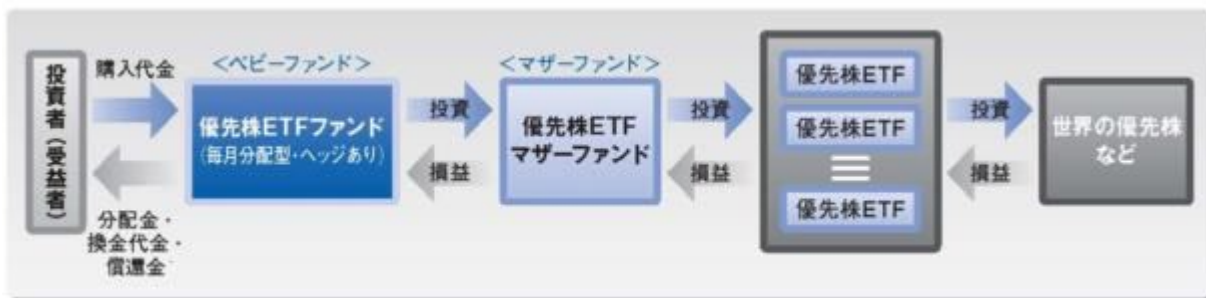 投資者(受益者)
購入代金
分配金・
換金代金・
償還金
<ベビーファンド>
優先株ETFファンド
(毎月分配型・ヘッジあり)
投資
損益
<マザーファンド>
優先株ETF
マザーファンド
投資
損益
優先株ETF
優先株ETF
優先株ETF
投資
損益
世界の優先株
など